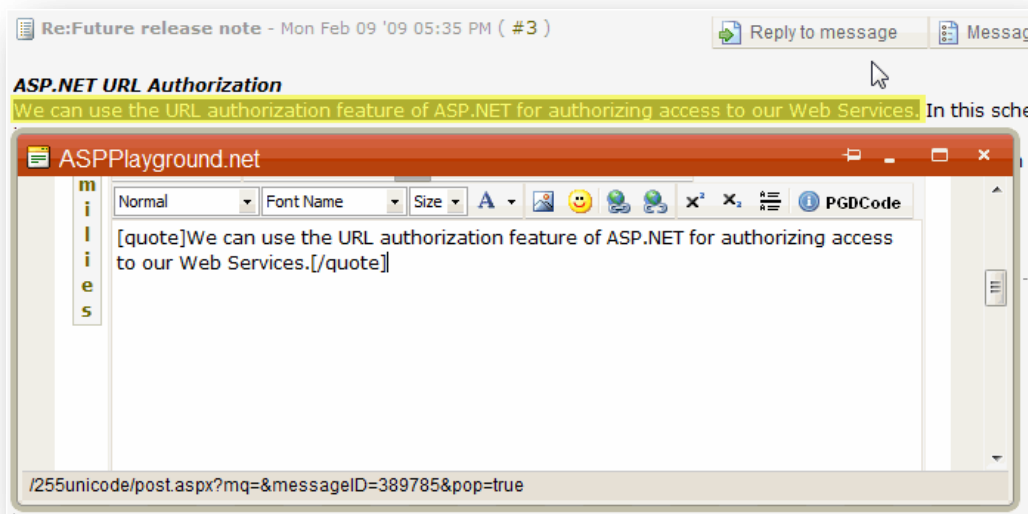 Re:Future release note - Mon Feb 09 '09 05:35 PM ( #3 )
Reply to message
Messag
ASP.NET URL Authorization
We can use the URL authorization feature of ASP.NET for authorizing access to our Web Services. In this sche
ASPPlayground.net
m
i
l
i
e
s
Normal
Font Name
Size
A
x²
x₂
PGDCode
[quote]We can use the URL authorization feature of ASP.NET for authorizing access
to our Web Services.[/quote]
/255unicode/post.aspx?mq=&messageID=389785&pop=true